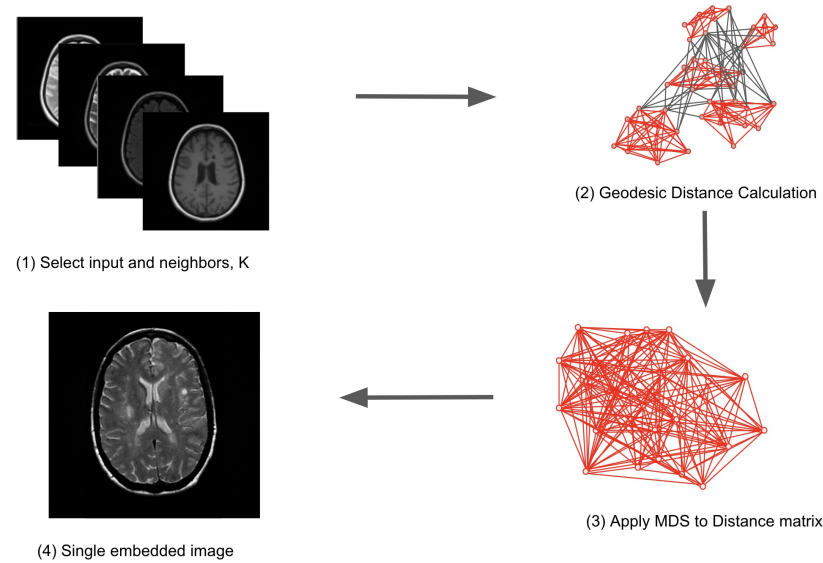 (1) Select input and neighbors, K
(2) Geodesic Distance Calculation
(3) Apply MDS to Distance matrix
(4) Single embedded image